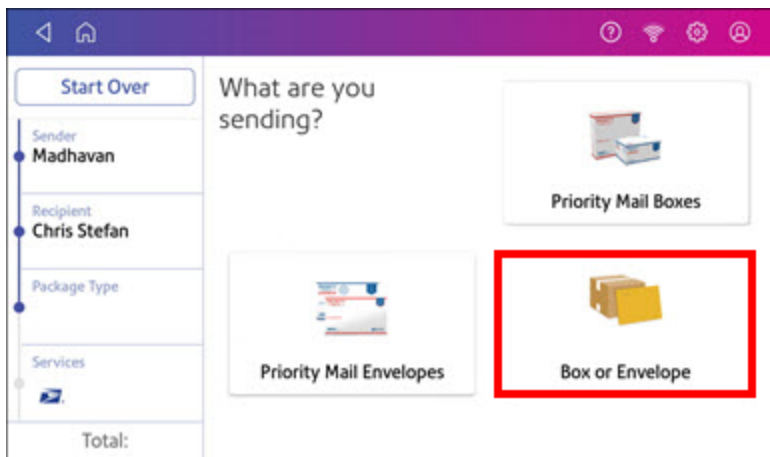 Start Over
Sender
Madhavan
Recipient
Chris Stefan
Package Type
Services
Total:
What are you
sending?
Priority Mail Boxes
Priority Mail Envelopes
Box or Envelope